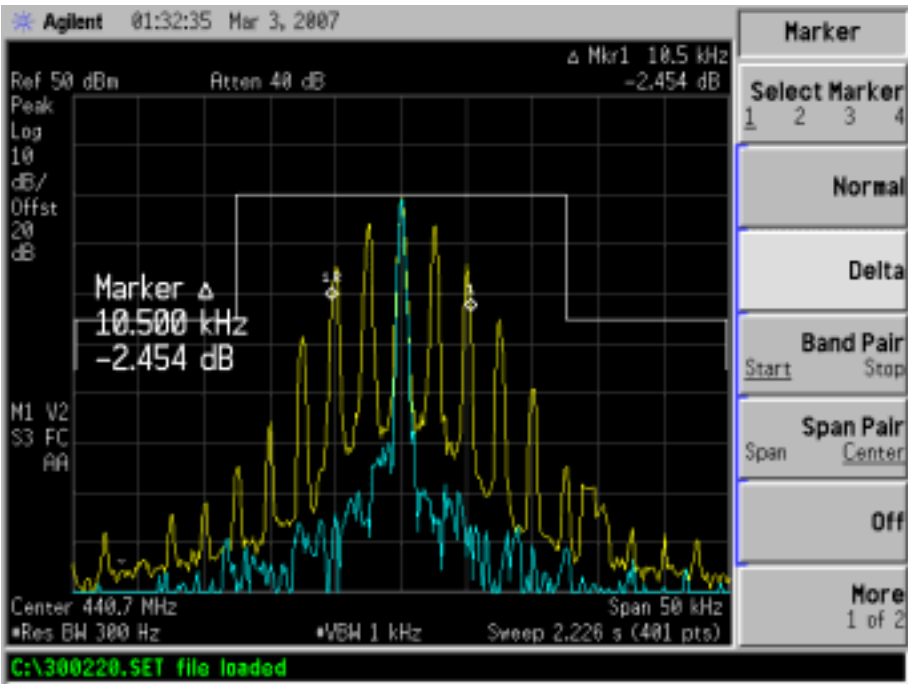 Agilent 01:32:35 Mar 3, 2007
Δ Mkr1 10.5 kHz
Ref 50 dBm Atten 40 dB -2.454 dB
Peak
Log
10
dB/
Offst
20
dB
1R
1
Marker Δ
10.500 kHz
-2.454 dB
M1 V2
S3 FC
AA
Center 440.7 MHz Span 50 kHz
*Res BW 300 Hz *VBW 1 kHz Sweep 2.226 s (401 pts)
C:\300220.SET file loaded
Marker
Select Marker
1 2 3 4
Normal
Delta
Band Pair
Start Stop
Span Pair
Span Center
Off
More
1 of 2